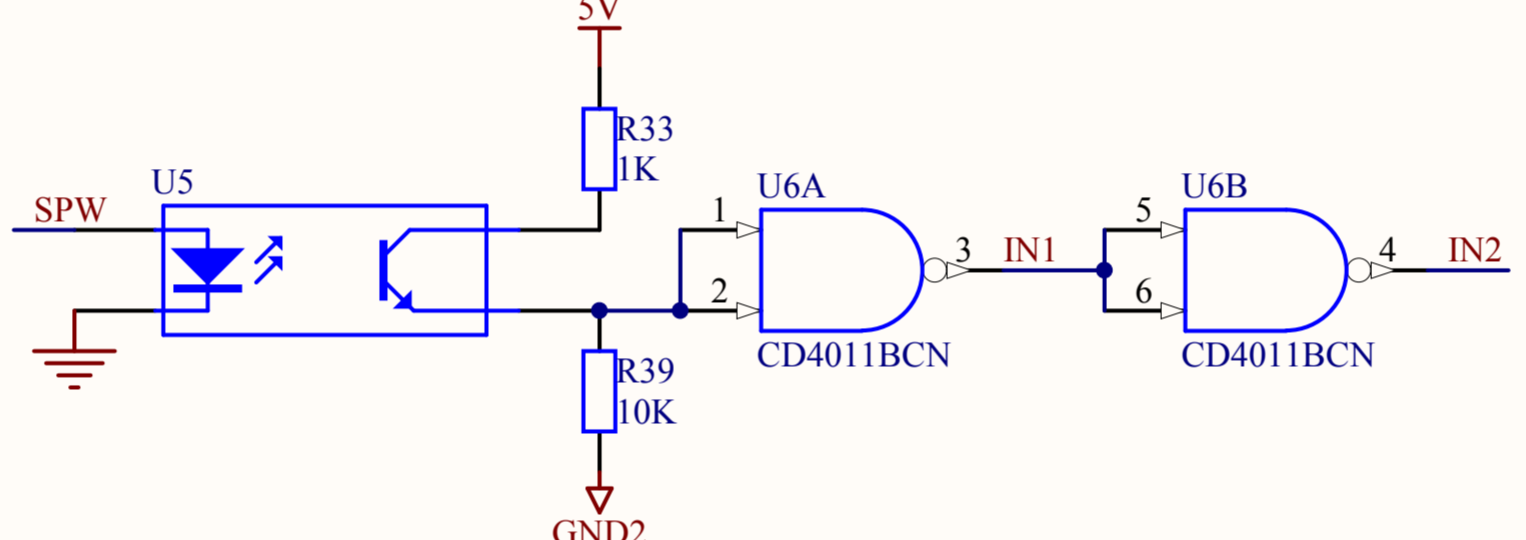 5V
R33
1K
U5
SPW
U6A
1
2
3
IN1
CD4011BCN
U6B
5
6
4
IN2
CD4011BCN
R39
10K
GND2